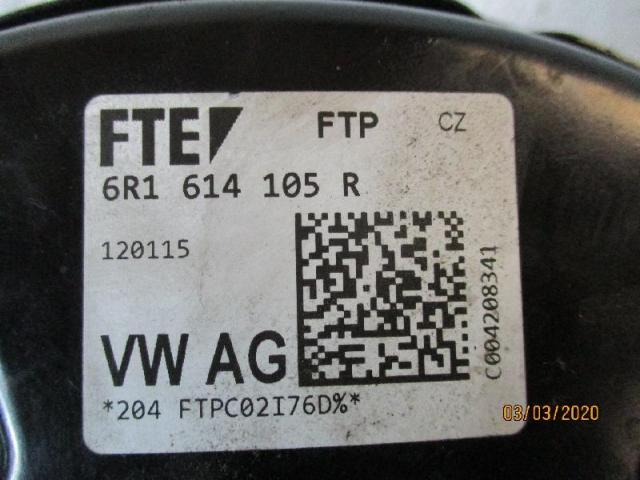 FTE FTP CZ
6R1 614 105 R
120115
C004208341
VW AG
*204 FTPC02I76D%*
03/03/2020